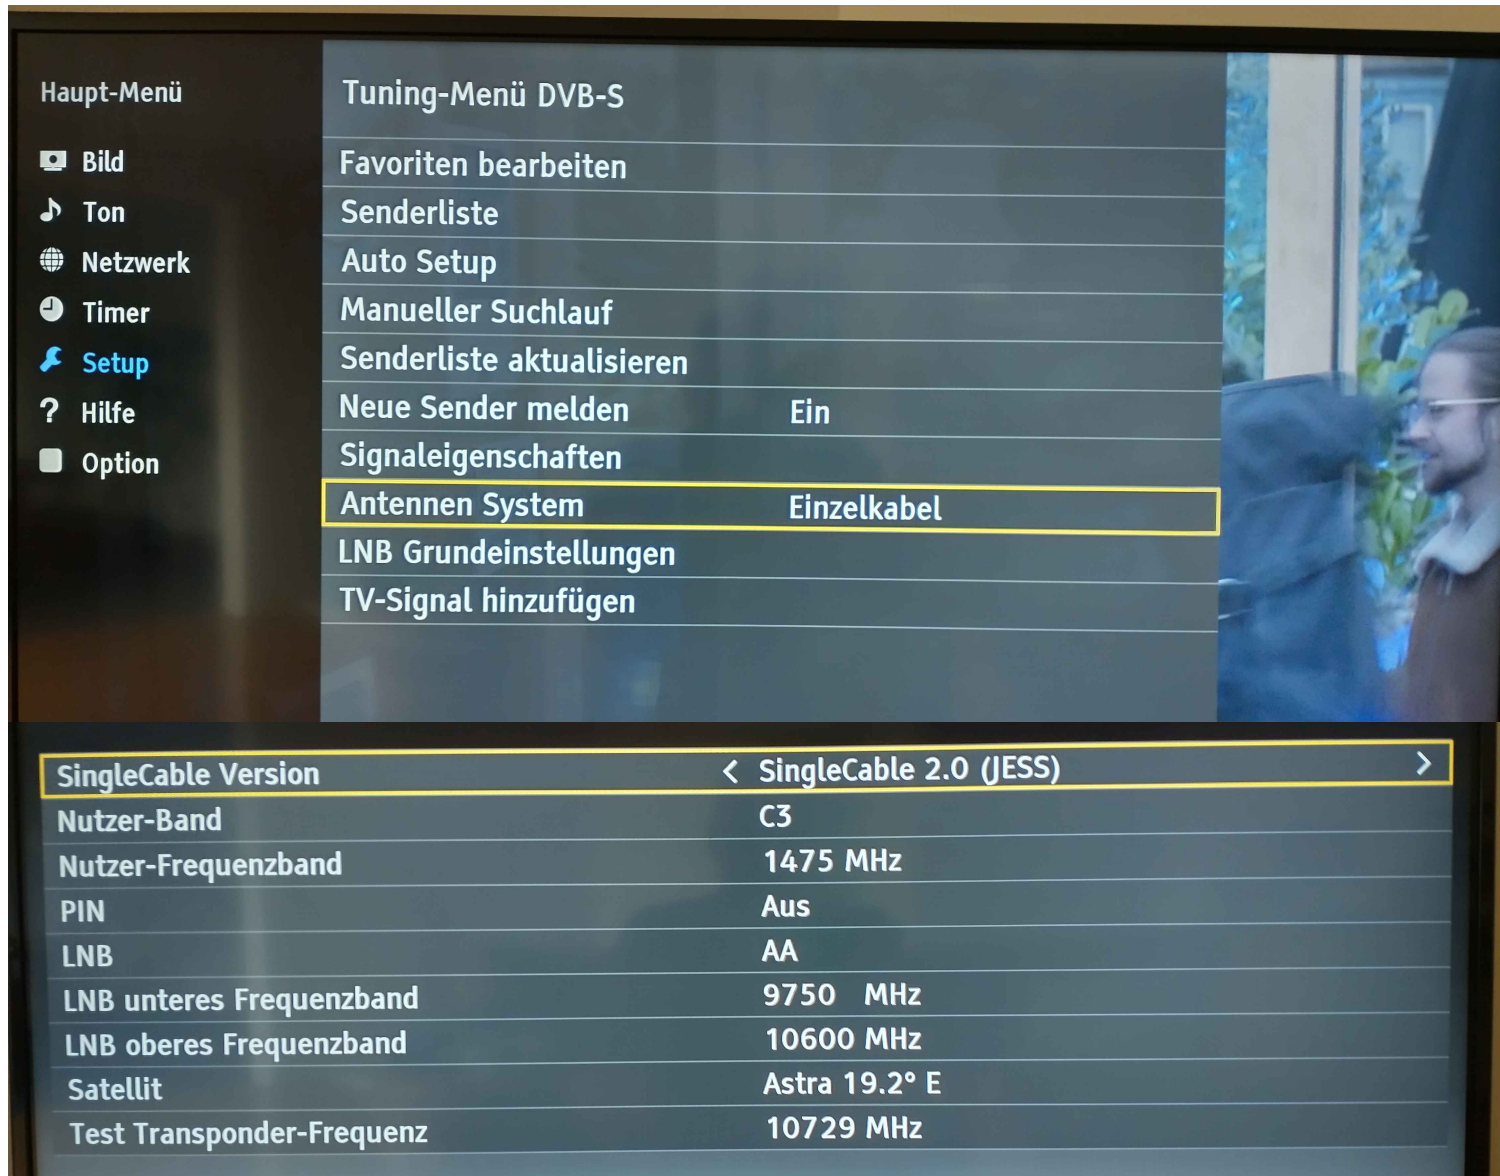 Haupt-Menü
Bild
Ton
Netzwerk
Timer
Setup
? Hilfe
Option
Tuning-Menü DVB-S
Favoriten bearbeiten
Senderliste
Auto Setup
Manueller Suchlauf
Senderliste aktualisieren
Neue Sender melden Ein
Signaleigenschaften
Antennen System Einzelkabel
LNB Grundeinstellungen
TV-Signal hinzufügen
SingleCable Version < SingleCable 2.0 (JESS) >
Nutzer-Band C3
Nutzer-Frequenzband 1475 MHz
PIN Aus
LNB AA
LNB unteres Frequenzband 9750 MHz
LNB oberes Frequenzband 10600 MHz
Satellit Astra 19.2° E
Test Transponder-Frequenz 10729 MHz